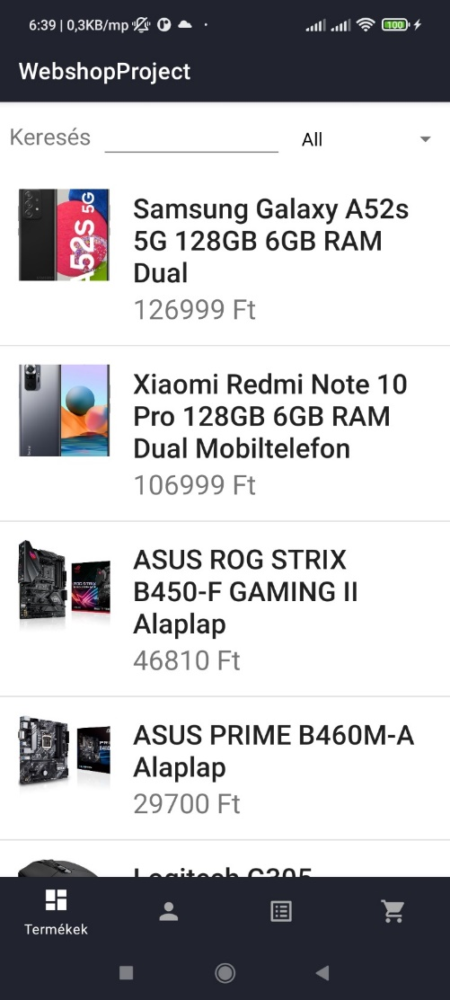 6:39 | 0,3KB/mp
100
WebshopProject
Keresés
All
A52s 5G
Samsung Galaxy A52s
5G 128GB 6GB RAM
Dual
126999 Ft
Xiaomi Redmi Note 10
Pro 128GB 6GB RAM
Dual Mobiltelefon
106999 Ft
ASUS ROG STRIX
B450-F GAMING II
Alaplap
46810 Ft
ASUS PRIME B460M-A
Alaplap
29700 Ft
Logitech G305
Termékek